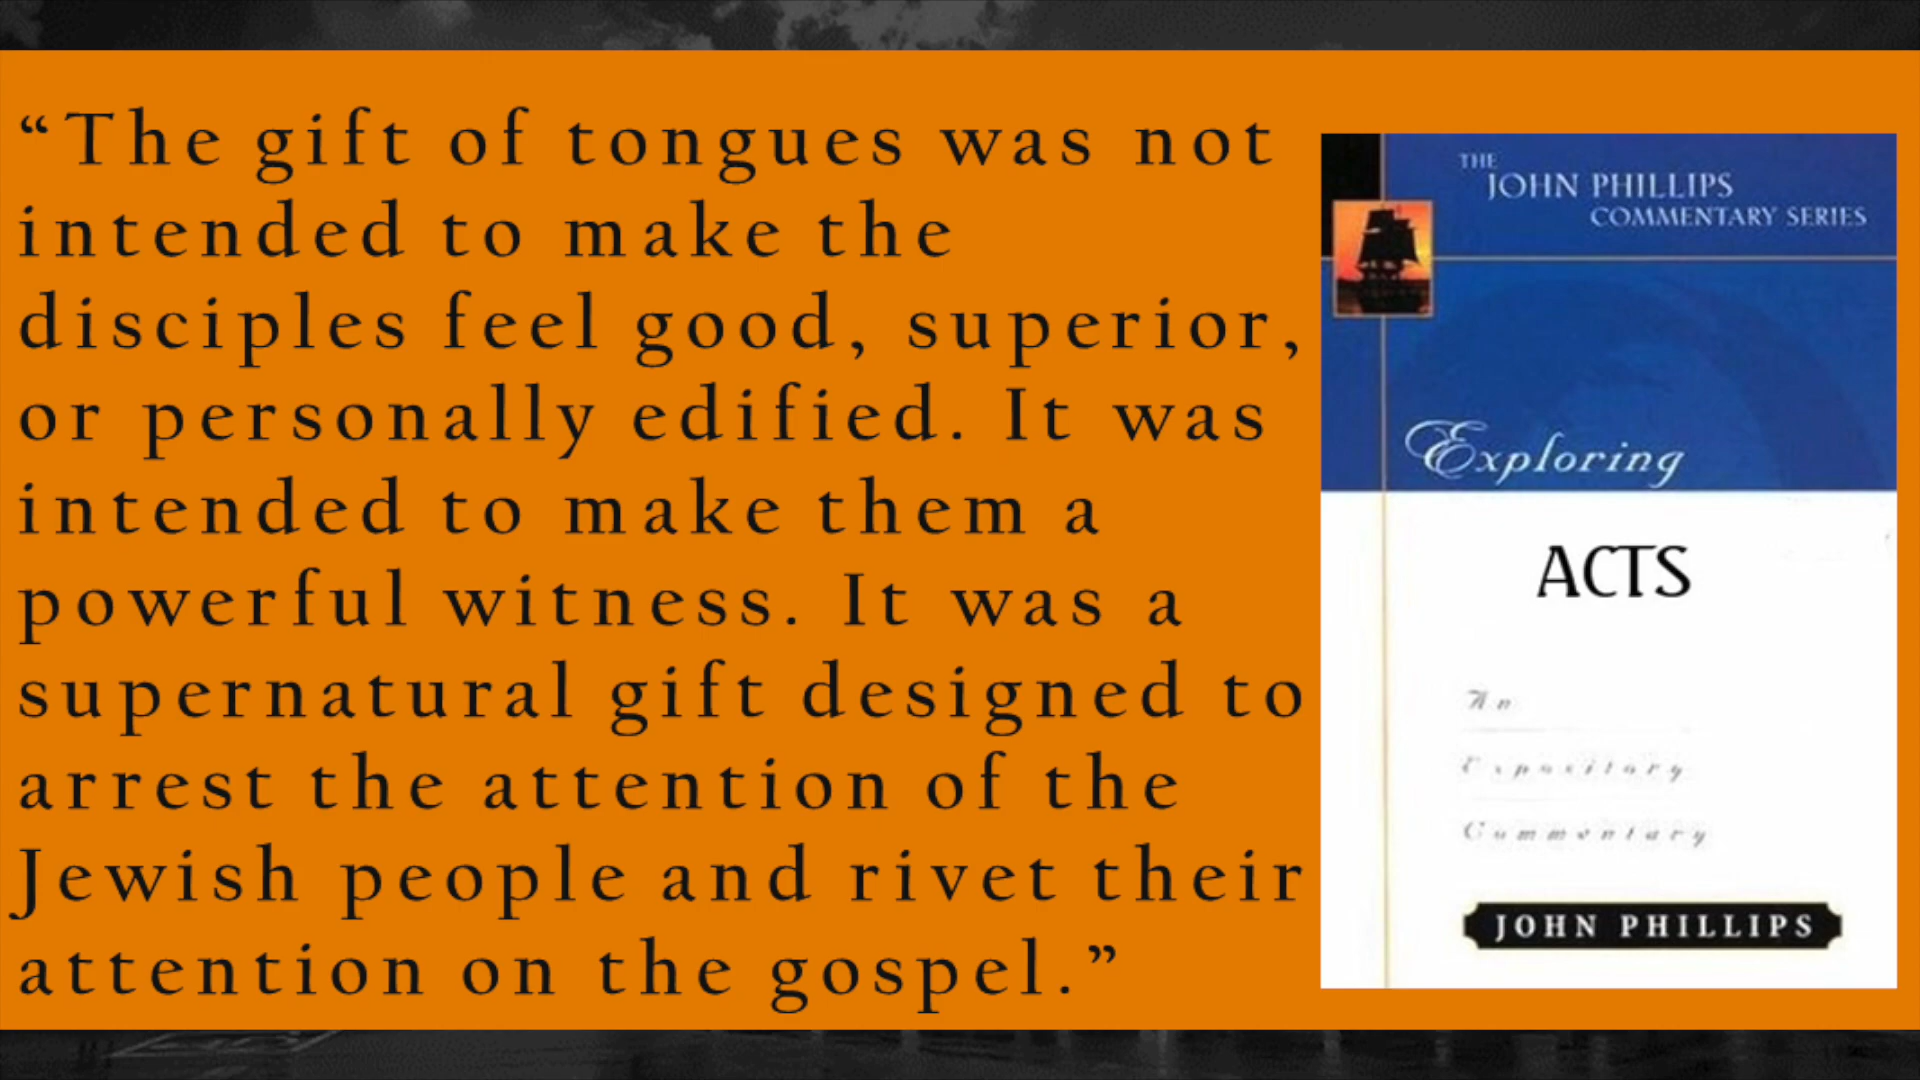 “The gift of tongues was not
intended to make the
disciples feel good, superior,
or personally edified. It was
intended to make them a
powerful witness. It was a
supernatural gift designed to
arrest the attention of the
Jewish people and rivet their
attention on the gospel.”
THE
JOHN PHILLIPS
COMMENTARY SERIES
Exploring
ACTS
An
Expository
Commentary
JOHN PHILLIPS